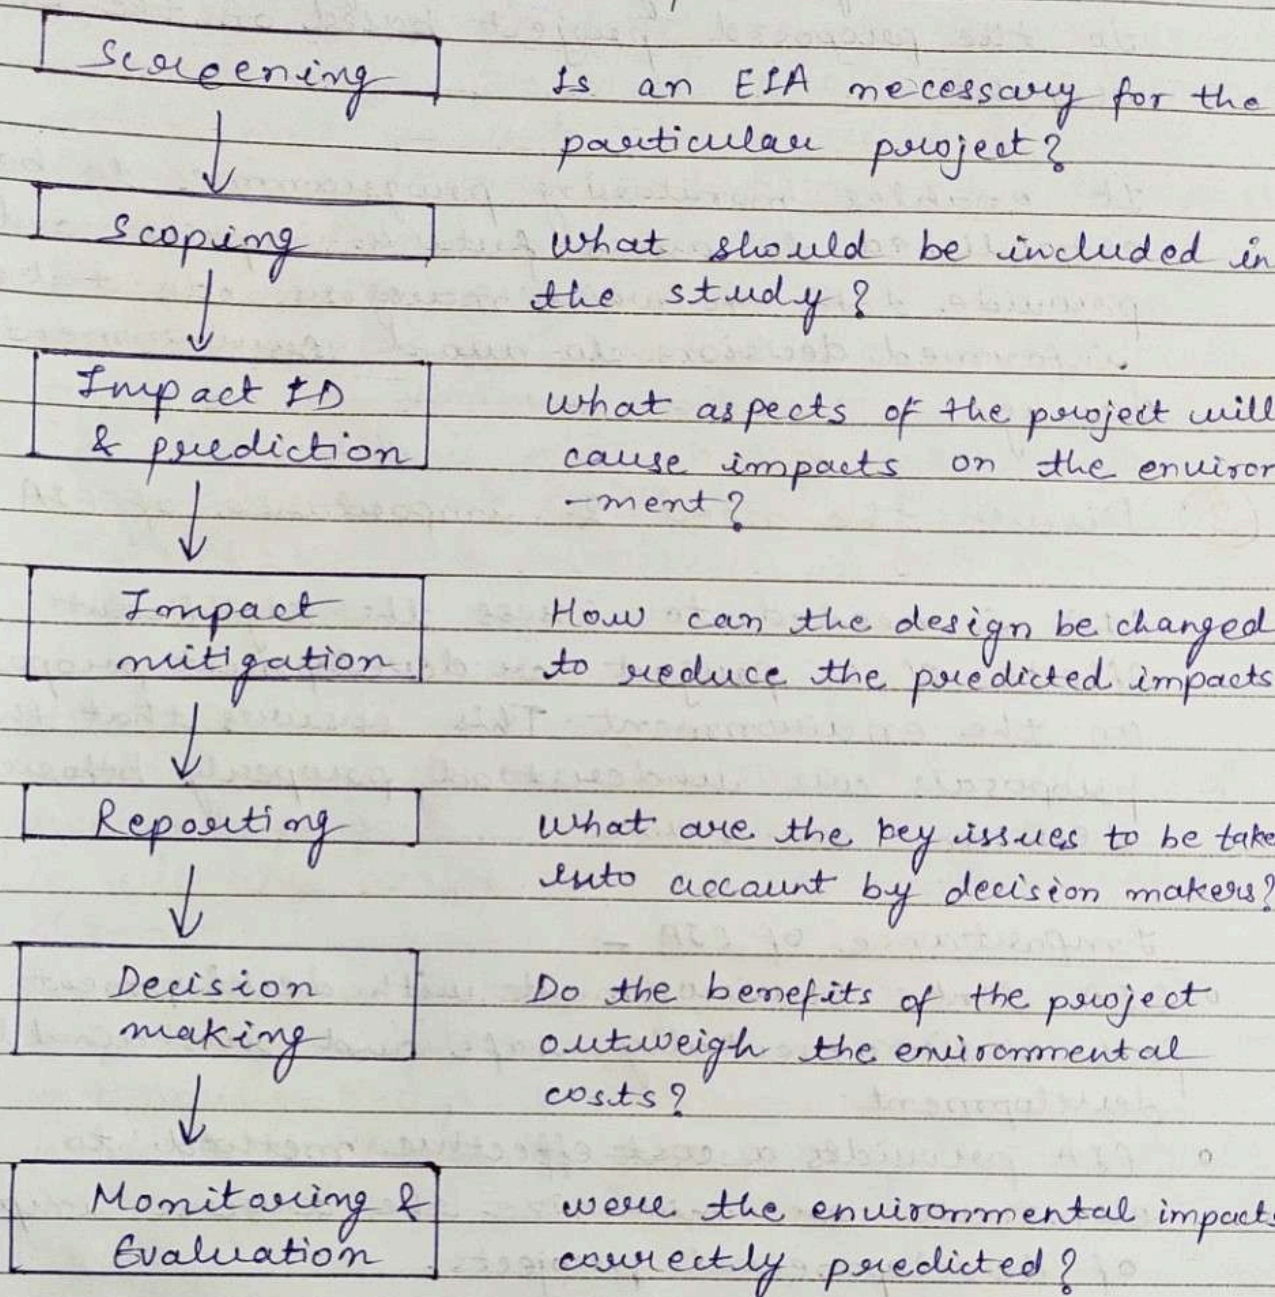 Screening
Is an EIA necessary for the
particular project?
Scoping
What should be included in
the study?
Impact ID
& prediction
What aspects of the project will
cause impacts on the environ
-ment?
Impact
mitigation
How can the design be changed
to reduce the predicted impacts
Reporting
What are the key issues to be take
into account by decision makers?
Decision
making
Do the benefits of the project
outweigh the environmental
costs?
Monitoring &
Evaluation
were the environmental impacts
correctly predicted?